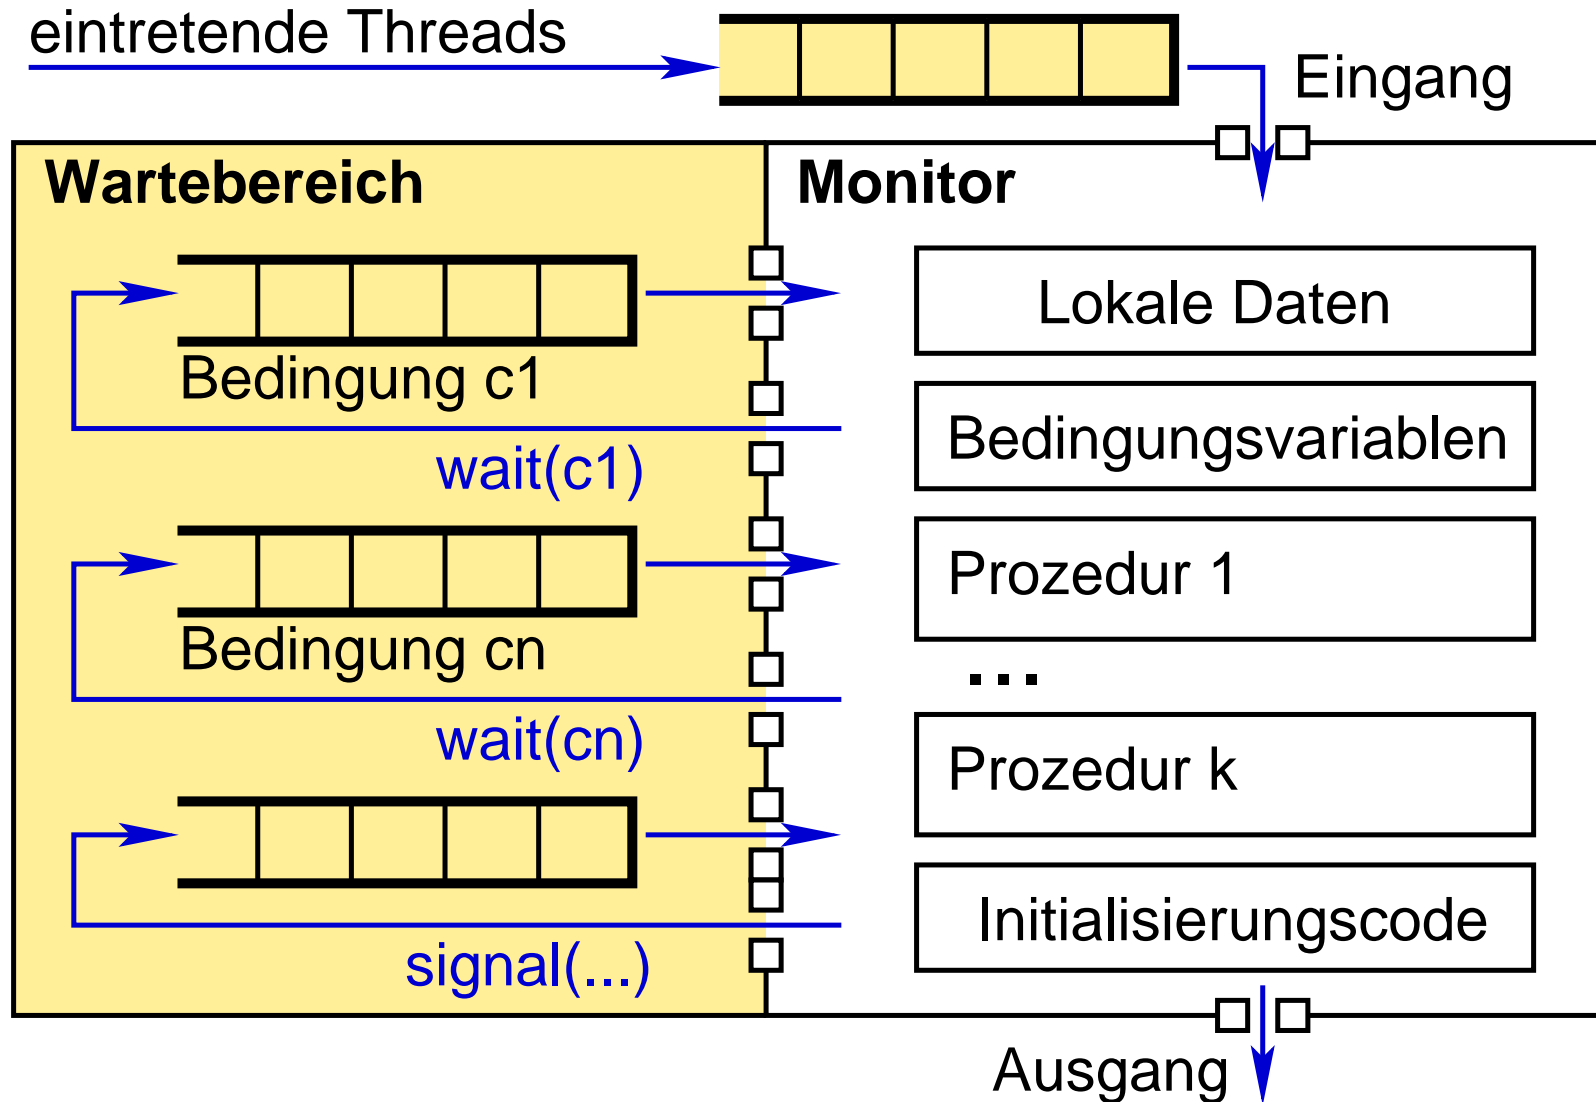 eintretende Threads
Eingang
Wartebereich
Monitor
Lokale Daten
Bedingung c1
Bedingungsvariablen
wait(c1)
Prozedur 1
Bedingung cn
...
wait(cn)
Prozedur k
Initialisierungscode
signal(...)
Ausgang